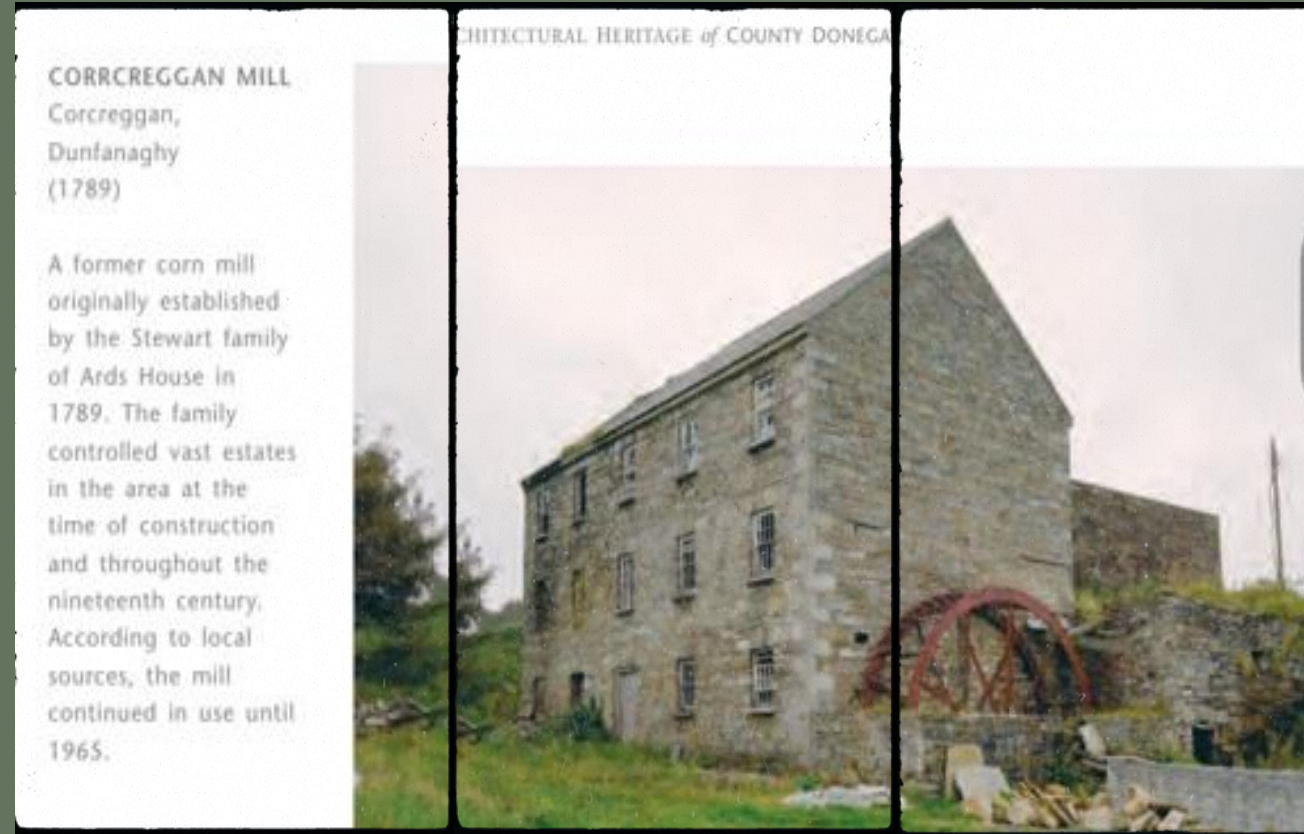 CHITECTURAL HERITAGE of COUNTY DONEGA
CORRCREGGAN MILL
Corcreggan,
Dunfanaghy
(1789)
A former corn mill
originally established
by the Stewart family
of Ards House in
1789. The family
controlled vast estates
in the area at the
time of construction
and throughout the
nineteenth century.
According to local
sources, the mill
continued in use until
1965.